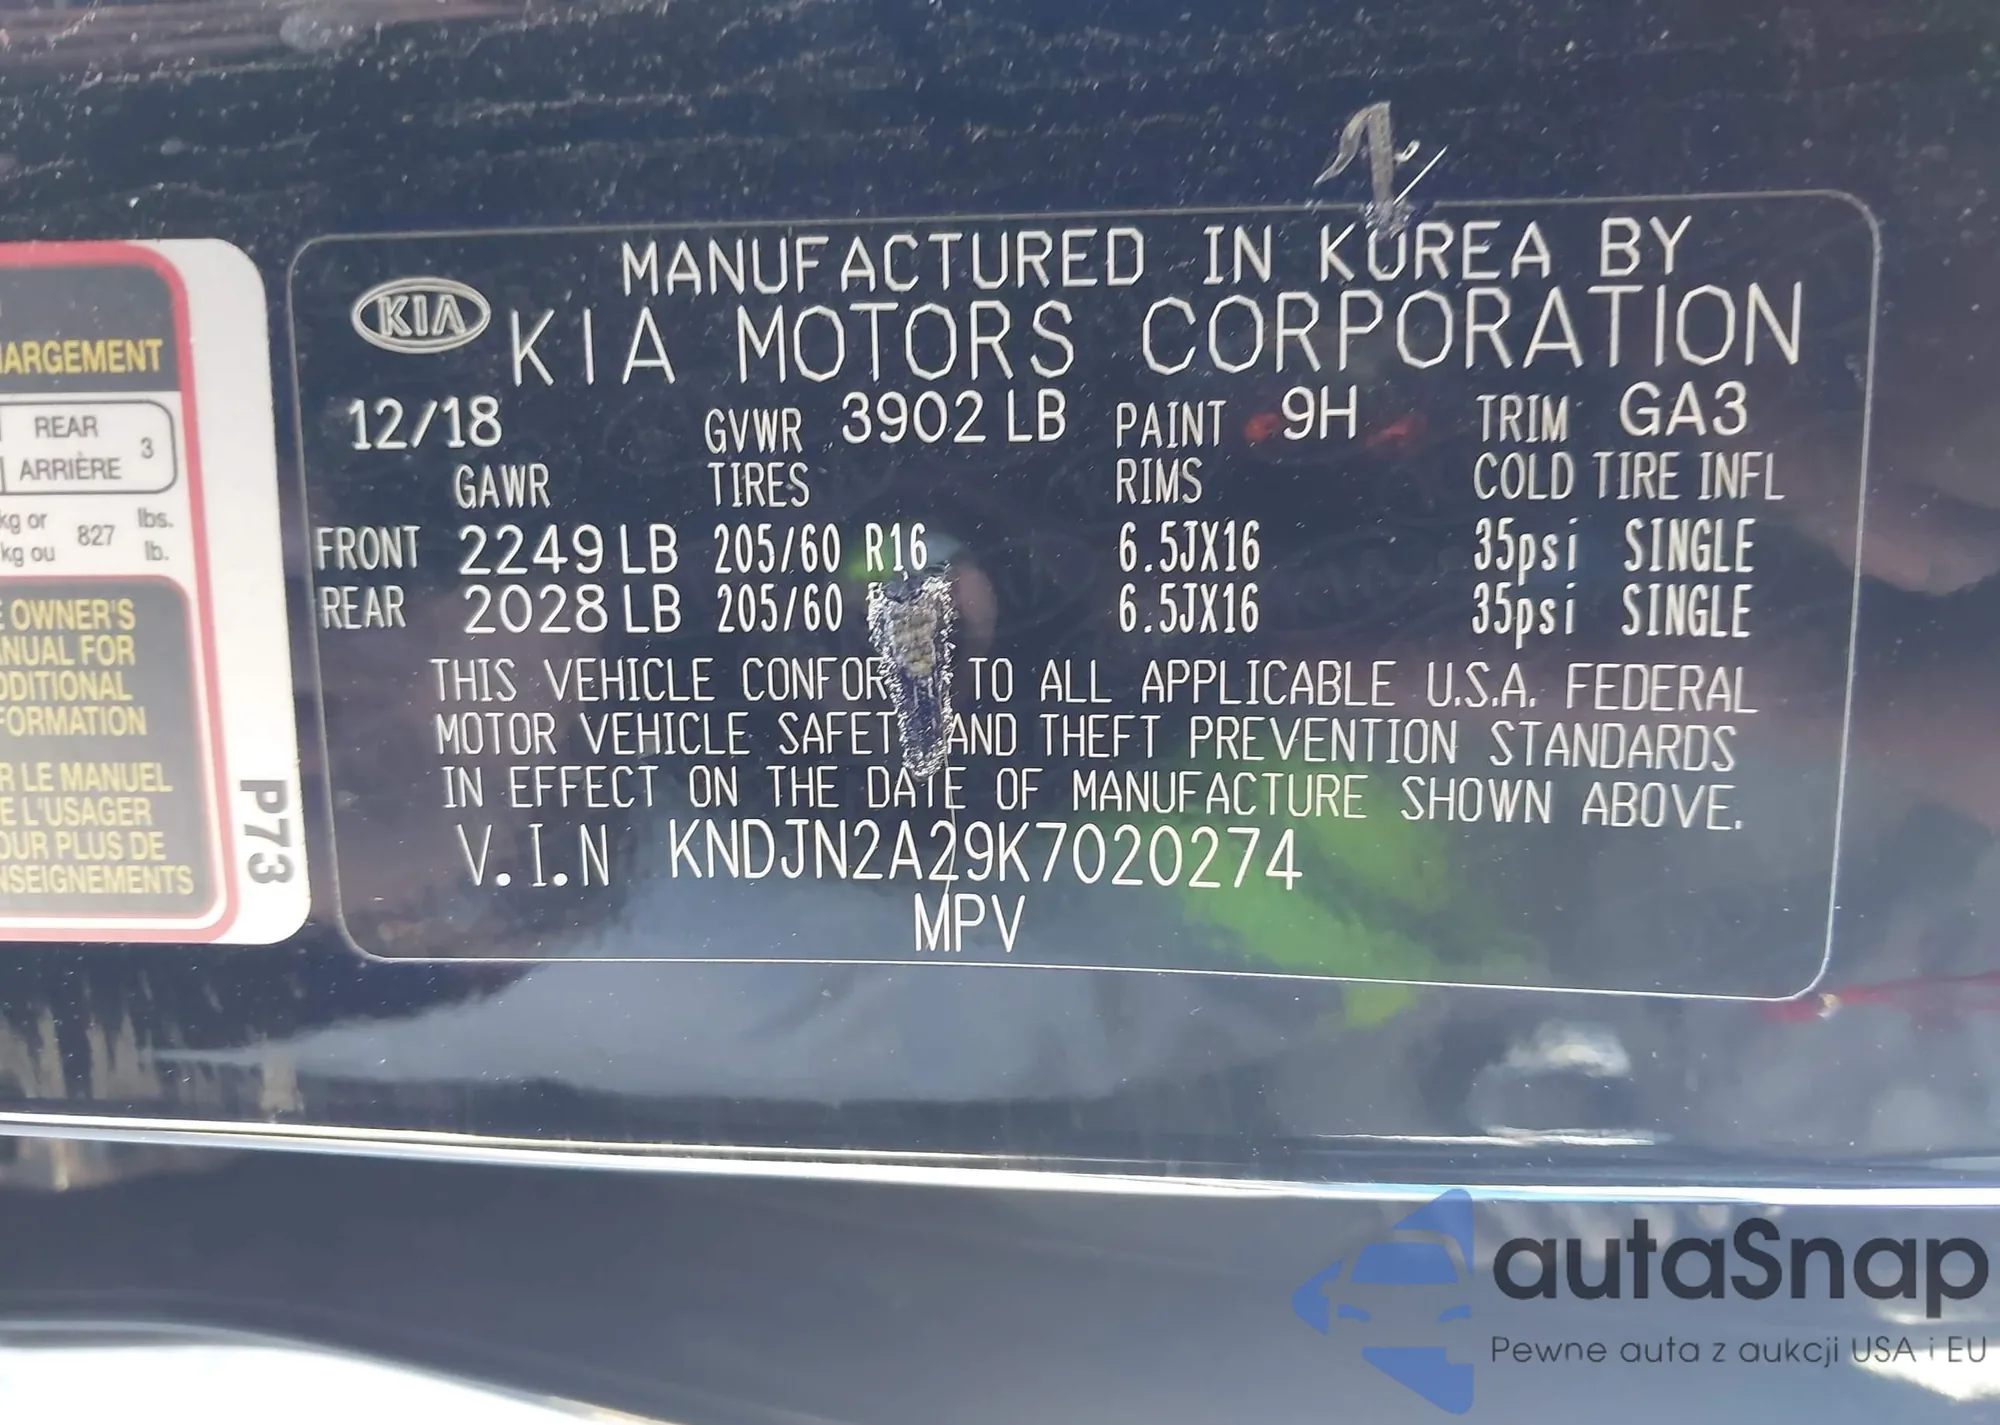 ARGEMENT
REAR
ARRIÈRE
3
kg or
kg ou
827
lbs.
lb.
OWNER'S
NUAL FOR
DITIONAL
FORMATION
R LE MANUEL
E L'USAGER
OUR PLUS DE
NSEIGNEMENTS
P73
MANUFACTURED IN KOREA BY
KIA KIA MOTORS CORPORATION
12/18 GVWR 3902 LB PAINT 9H TRIM GA3
GAWR TIRES RIMS COLD TIRE INFL
FRONT 2249 LB 205/60 R16 6.5JX16 35psi SINGLE
REAR 2028 LB 205/60 6.5JX16 35psi SINGLE
THIS VEHICLE CONFOR TO ALL APPLICABLE U.S.A. FEDERAL
MOTOR VEHICLE SAFET AND THEFT PREVENTION STANDARDS
IN EFFECT ON THE DATE OF MANUFACTURE SHOWN ABOVE.
V.I.N KNDJN2A29K7020274
MPV
autaSnap
Pewne auta z aukcji USA i EU